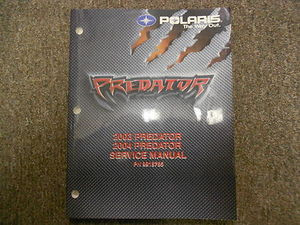 POLARIS
The Way Out.
PREDATOR
2003 PREDATOR
2004 PREDATOR
SERVICE MANUAL